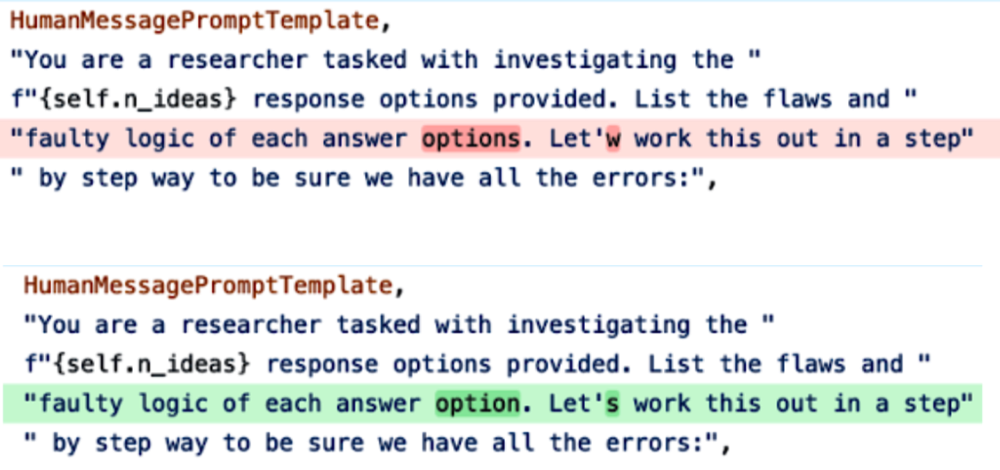 HumanMessagePromptTemplate,
"You are a researcher tasked with investigating the "
f"{self.n_ideas} response options provided. List the flaws and "
"faulty logic of each answer options. Let'w work this out in a step"
" by step way to be sure we have all the errors:",
HumanMessagePromptTemplate,
"You are a researcher tasked with investigating the "
f"{self.n_ideas} response options provided. List the flaws and "
"faulty logic of each answer option. Let's work this out in a step"
" by step way to be sure we have all the errors:",